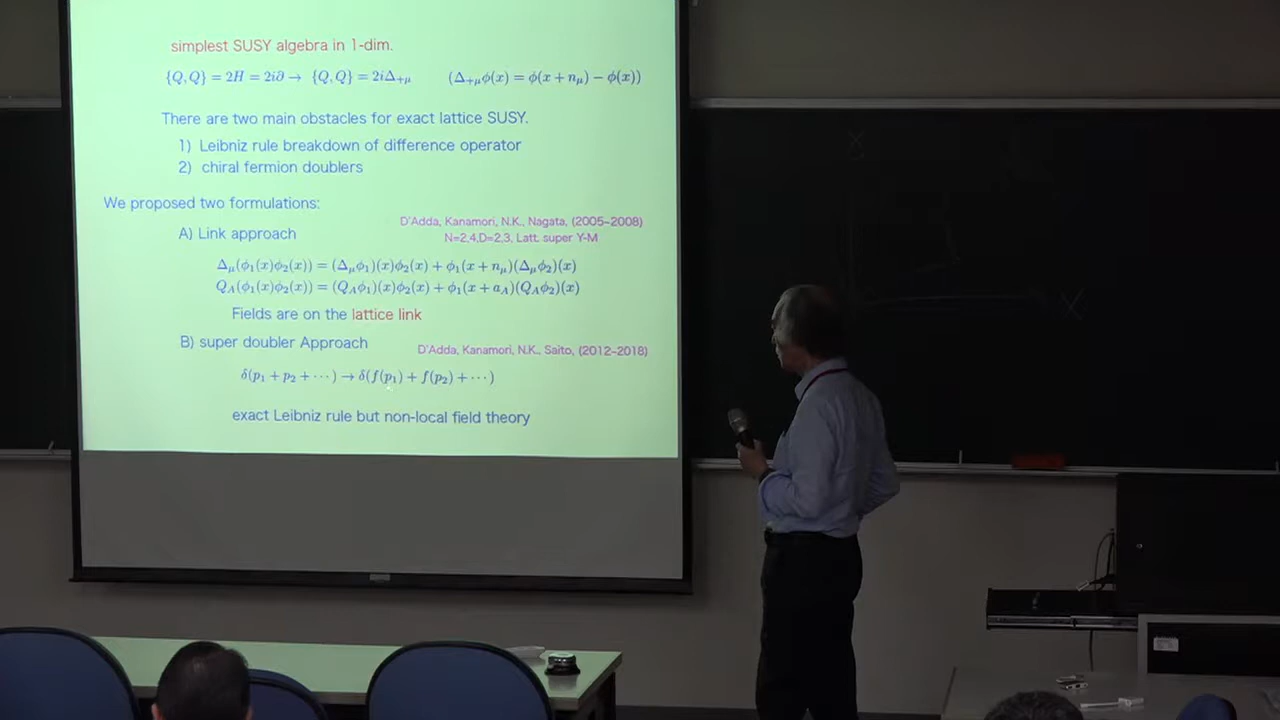 simplest SUSY algebra in 1-dim.
{Q, Q} = 2H = 2i∂ → {Q, Q} = 2iΔ₊μ (Δ₊μϕ(x) = ϕ(x + nμ) − ϕ(x))
There are two main obstacles for exact lattice SUSY.
1) Leibniz rule breakdown of difference operator
2) chiral fermion doublers
We proposed two formulations:
D'Adda, Kanamori, N.K., Nagata, (2005-2008)
A) Link approach
N=2,4,D=2,3, Latt. super Y-M
Δμ(ϕ₁(x)ϕ₂(x)) = (Δμϕ₁)(x)ϕ₂(x) + ϕ₁(x + nμ)(Δμϕ₂)(x)
Q_A(ϕ₁(x)ϕ₂(x)) = (Q_Aϕ₁)(x)ϕ₂(x) + ϕ₁(x + a_A)(Q_Aϕ₂)(x)
Fields are on the lattice link
B) super doubler Approach
D'Adda, Kanamori, N.K., Saito, (2012-2018)
δ(p₁ + p₂ + ⋯) → δ(f(p₁) + f(p₂) + ⋯)
exact Leibniz rule but non-local field theory
X
X